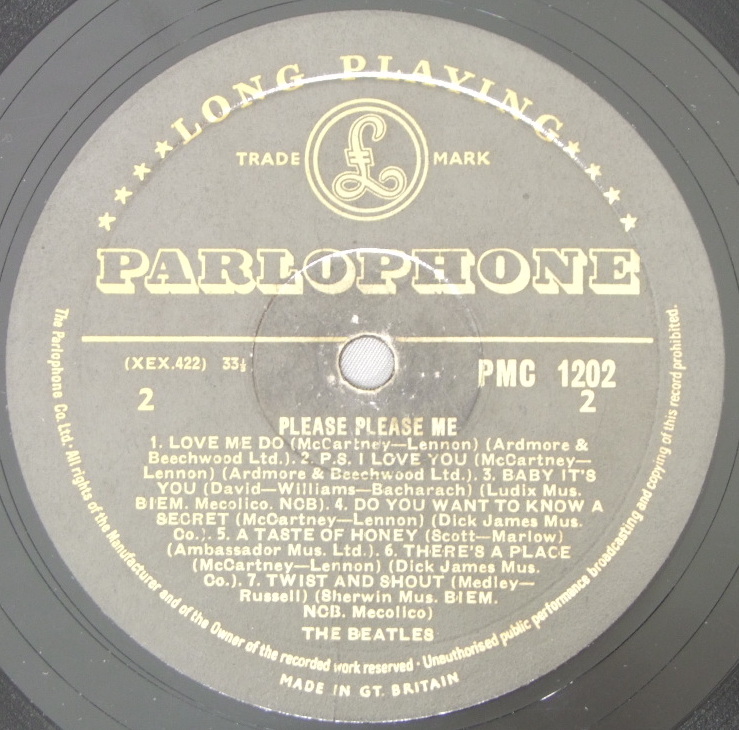 ★★★★LONG PLAYING★★★★
TRADE £ MARK
PARLOPHONE
(XEX.422) 33⅓
PMC 1202
2
2
PLEASE PLEASE ME
1. LOVE ME DO (McCartney—Lennon) (Ardmore &
Beechwood Ltd.). 2. P.S. I LOVE YOU (McCartney—
Lennon) (Ardmore & Beechwood Ltd.). 3. BABY IT'S
YOU (David—Williams—Bacharach) (Ludix Mus.
BIEM. Mecolico. NCB). 4. DO YOU WANT TO KNOW A
SECRET (McCartney—Lennon) (Dick James Mus.
Co.). 5. A TASTE OF HONEY (Scott—Marlow)
(Ambassador Mus. Ltd.). 6. THERE'S A PLACE
(McCartney—Lennon) (Dick James Mus.
Co.). 7. TWIST AND SHOUT (Medley—
Russell) (Sherwin Mus. BIEM.
NCB. Mecolico)
THE BEATLES
The Parlophone Co. Ltd. · All rights of the Manufacturer and of the Owner of the recorded work reserved · Unauthorised public performance broadcasting and copying of this record prohibited.
MADE IN GT. BRITAIN